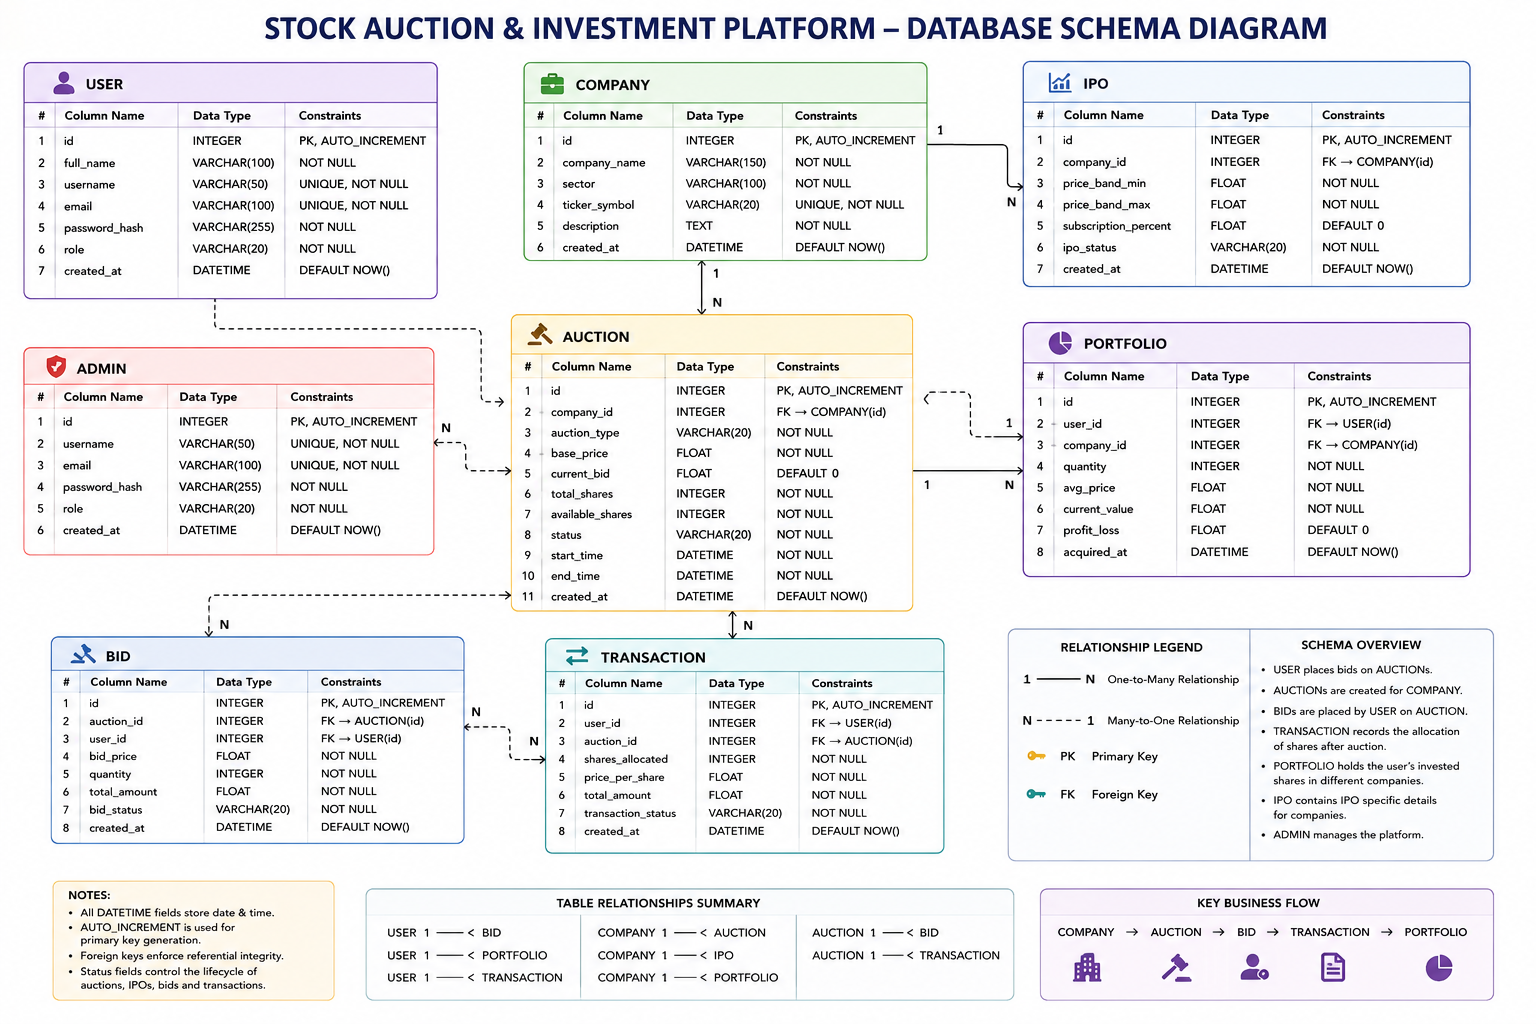 STOCK AUCTION & INVESTMENT PLATFORM – DATABASE SCHEMA DIAGRAM
USER
# Column Name Data Type Constraints
1 id INTEGER PK, AUTO_INCREMENT
2 full_name VARCHAR(100) NOT NULL
3 username VARCHAR(50) UNIQUE, NOT NULL
4 email VARCHAR(100) UNIQUE, NOT NULL
5 password_hash VARCHAR(255) NOT NULL
6 role VARCHAR(20) NOT NULL
7 created_at DATETIME DEFAULT NOW()
COMPANY
# Column Name Data Type Constraints
1 id INTEGER PK, AUTO_INCREMENT
2 company_name VARCHAR(150) NOT NULL
3 sector VARCHAR(100) NOT NULL
4 ticker_symbol VARCHAR(20) UNIQUE, NOT NULL
5 description TEXT NOT NULL
6 created_at DATETIME DEFAULT NOW()
1
N
IPO
# Column Name Data Type Constraints
1 id INTEGER PK, AUTO_INCREMENT
2 company_id INTEGER FK → COMPANY(id)
3 price_band_min FLOAT NOT NULL
4 price_band_max FLOAT NOT NULL
5 subscription_percent FLOAT DEFAULT 0
6 ipo_status VARCHAR(20) NOT NULL
7 created_at DATETIME DEFAULT NOW()
1
N
ADMIN
# Column Name Data Type Constraints
1 id INTEGER PK, AUTO_INCREMENT
2 username VARCHAR(50) UNIQUE, NOT NULL
3 email VARCHAR(100) UNIQUE, NOT NULL
4 password_hash VARCHAR(255) NOT NULL
5 role VARCHAR(20) NOT NULL
6 created_at DATETIME DEFAULT NOW()
N
AUCTION
# Column Name Data Type Constraints
1 id INTEGER PK, AUTO_INCREMENT
2 company_id INTEGER FK → COMPANY(id)
3 auction_type VARCHAR(20) NOT NULL
4 base_price FLOAT NOT NULL
5 current_bid FLOAT DEFAULT 0
6 total_shares INTEGER NOT NULL
7 available_shares INTEGER NOT NULL
8 status VARCHAR(20) NOT NULL
9 start_time DATETIME NOT NULL
10 end_time DATETIME NOT NULL
11 created_at DATETIME DEFAULT NOW()
1
1 N
PORTFOLIO
# Column Name Data Type Constraints
1 id INTEGER PK, AUTO_INCREMENT
2 user_id INTEGER FK → USER(id)
3 company_id INTEGER FK → COMPANY(id)
4 quantity INTEGER NOT NULL
5 avg_price FLOAT NOT NULL
6 current_value FLOAT NOT NULL
7 profit_loss FLOAT DEFAULT 0
8 acquired_at DATETIME DEFAULT NOW()
N
N
BID
# Column Name Data Type Constraints
1 id INTEGER PK, AUTO_INCREMENT
2 auction_id INTEGER FK → AUCTION(id)
3 user_id INTEGER FK → USER(id)
4 bid_price FLOAT NOT NULL
5 quantity INTEGER NOT NULL
6 total_amount FLOAT NOT NULL
7 bid_status VARCHAR(20) NOT NULL
8 created_at DATETIME DEFAULT NOW()
N
N
TRANSACTION
# Column Name Data Type Constraints
1 id INTEGER PK, AUTO_INCREMENT
2 user_id INTEGER FK → USER(id)
3 auction_id INTEGER FK → AUCTION(id)
4 shares_allocated INTEGER NOT NULL
5 price_per_share FLOAT NOT NULL
6 total_amount FLOAT NOT NULL
7 transaction_status VARCHAR(20) NOT NULL
8 created_at DATETIME DEFAULT NOW()
RELATIONSHIP LEGEND
1 N One-to-Many Relationship
N 1 Many-to-One Relationship
PK Primary Key
FK Foreign Key
SCHEMA OVERVIEW
• USER places bids on AUCTIONs.
• AUCTIONs are created for COMPANY.
• BIDs are placed by USER on AUCTION.
• TRANSACTION records the allocation
of shares after auction.
• PORTFOLIO holds the user's invested
shares in different companies.
• IPO contains IPO specific details
for companies.
• ADMIN manages the platform.
NOTES:
• All DATETIME fields store date & time.
• AUTO_INCREMENT is used for
primary key generation.
• Foreign keys enforce referential integrity.
• Status fields control the lifecycle of
auctions, IPOs, bids and transactions.
TABLE RELATIONSHIPS SUMMARY
USER 1 —— < BID
USER 1 —— < PORTFOLIO
USER 1 —— < TRANSACTION
COMPANY 1 —— < AUCTION
COMPANY 1 —— < IPO
COMPANY 1 —— < PORTFOLIO
AUCTION 1 —— < BID
AUCTION 1 —— < TRANSACTION
KEY BUSINESS FLOW
COMPANY → AUCTION → BID → TRANSACTION → PORTFOLIO